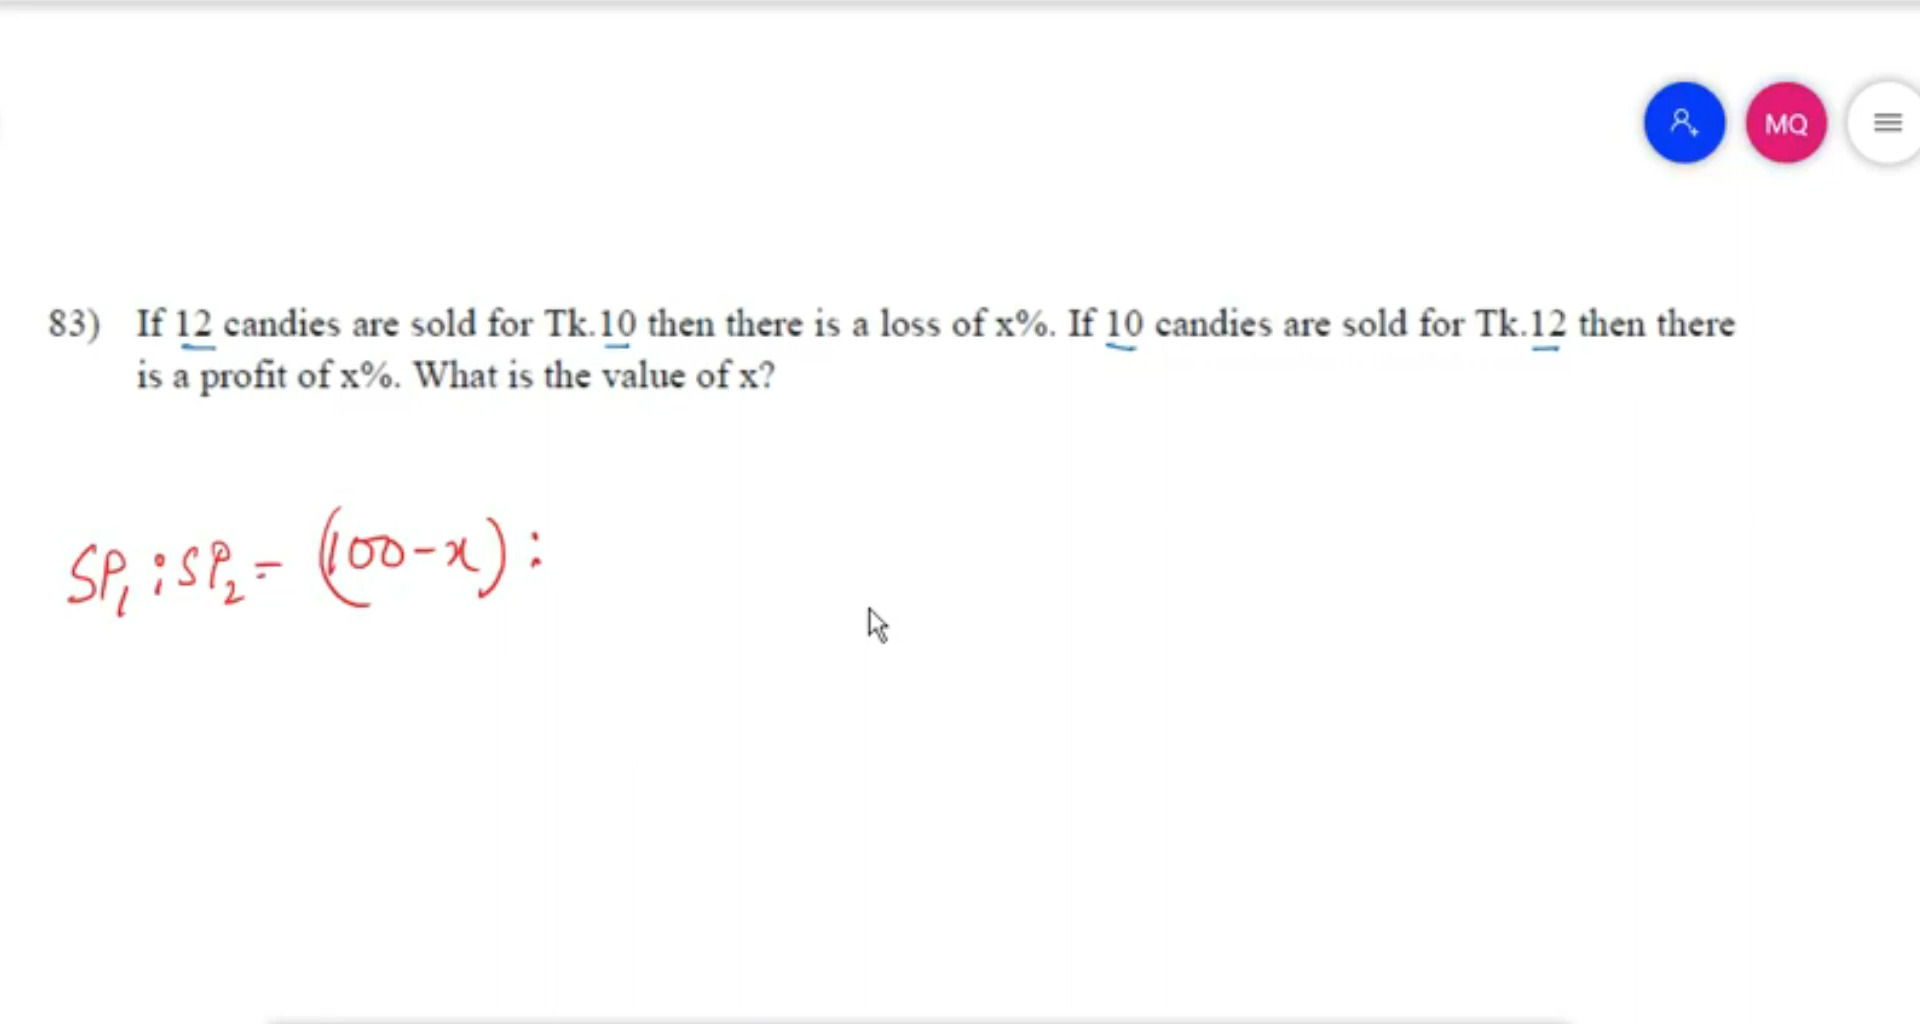 MQ
83) If 12 candies are sold for Tk.10 then there is a loss of x%. If 10 candies are sold for Tk.12 then there
is a profit of x%. What is the value of x?
SP₁ : SP₂ = (100-x) :